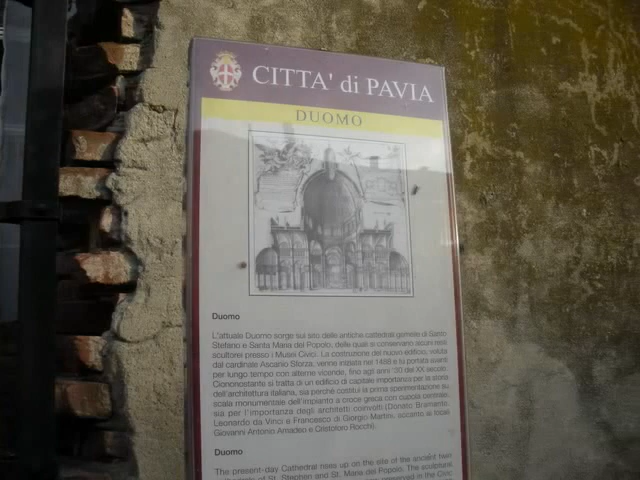 CITTA' di PAVIA
DUOMO
Duomo
L'attuale Duomo sorge sul sito delle antiche cattedrali gemelle di Santo
Stefano e Santa Maria del Popolo, delle quali si conservano alcuni resti
scultorei presso i Musei Civici. La costruzione del nuovo edificio, voluta
dal cardinale Ascanio Sforza, venne iniziata nel 1488 e fu portata avanti
per lungo tempo con alterne vicende, fino agli anni '30 del XX secolo.
Ciononostante si tratta di un edificio di capitale importanza per la storia
dell'architettura italiana, sia perché costituì la prima sperimentazione su
scala monumentale dell'impianto a croce greca con cupola centrale,
sia per l'importanza degli architetti coinvolti (Donato Bramante,
Leonardo da Vinci e Francesco di Giorgio Martini, accanto ai locali
Giovanni Antonio Amadeo e Cristoforo Rocchi).
Duomo
The present-day Cathedral rises up on the site of the ancient twin
of St. Stephen and St. Maria del Popolo. The sculptural
preserved in the Civic